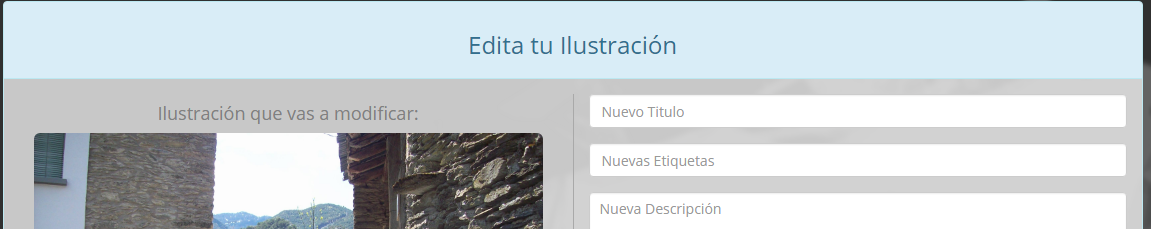 Edita tu Ilustración
Ilustración que vas a modificar:
Nuevo Titulo
Nuevas Etiquetas
Nueva Descripción